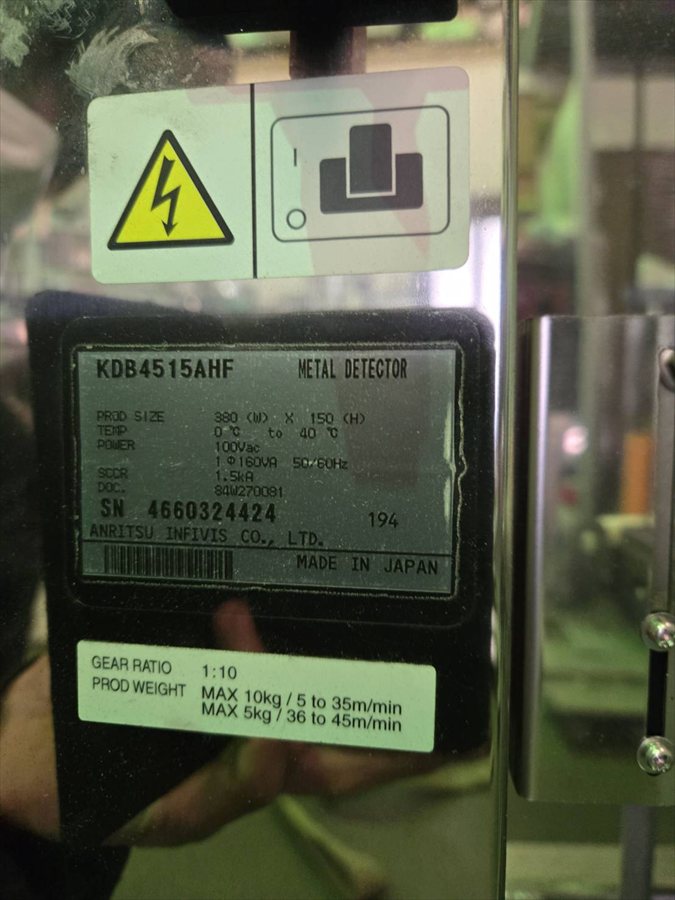 I
O
KDB4515AHF METAL DETECTOR
PROD SIZE 380 (W) X 150 (H)
TEMP 0 ℃ to 40 ℃
POWER 100Vac
1 Φ 160VA 50/60Hz
SCCR 1.5kA
DOC. 84W270081
SN 4660324424 194
ANRITSU INFIVIS CO., LTD.
MADE IN JAPAN
GEAR RATIO 1:10
PROD WEIGHT MAX 10kg / 5 to 35m/min
MAX 5kg / 36 to 45m/min